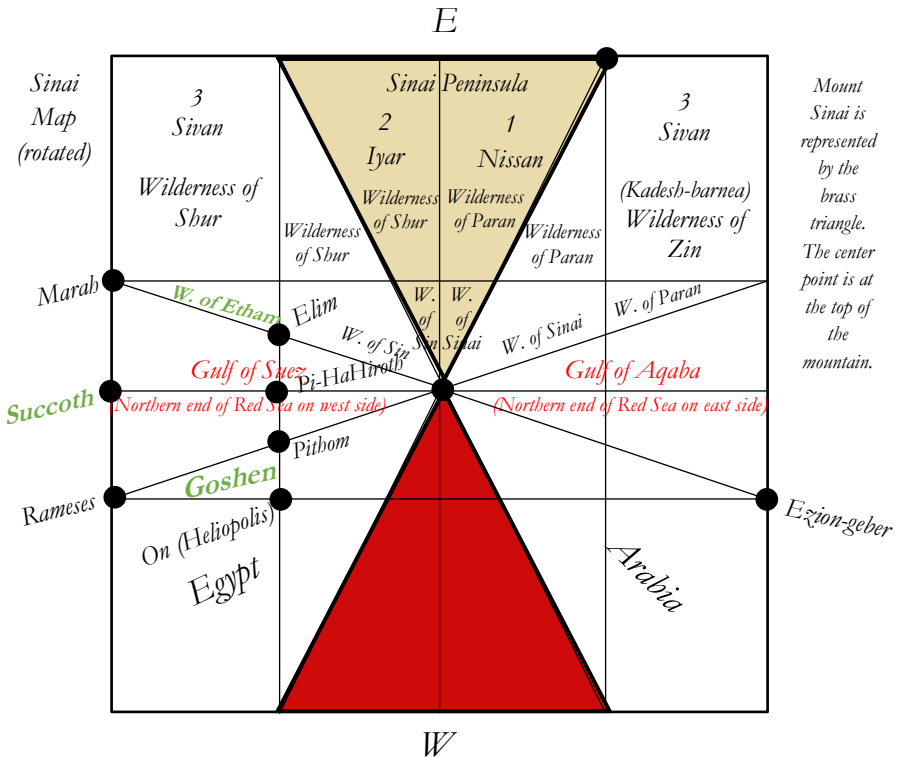 E
Sinai
Map
(rotated)
3
Sivan
Wilderness of
Shur
Sinai Peninsula
2
Iyar
1
Nissan
Wilderness
of Shur
Wilderness
of Paran
3
Sivan
(Kadesh-barnea)
Wilderness of
Zin
Mount
Sinai is
represented
by the
brass
triangle.
The center
point is at
the top of
the
mountain.
Wilderness
of Shur
Wilderness
of Paran
Marah
W. of Etham
Elim
W. of Sin
W.
of
Sin
W.
of
Sinai
W. of Sinai
W. of Paran
Gulf of Suez
Pi-HaHiroth
Gulf of Aqaba
Succoth
(Northern end of Red Sea on west side)
(Northern end of Red Sea on east side)
Pithom
Goshen
Rameses
On (Heliopolis)
Egypt
Arabia
Ezion-geber
W